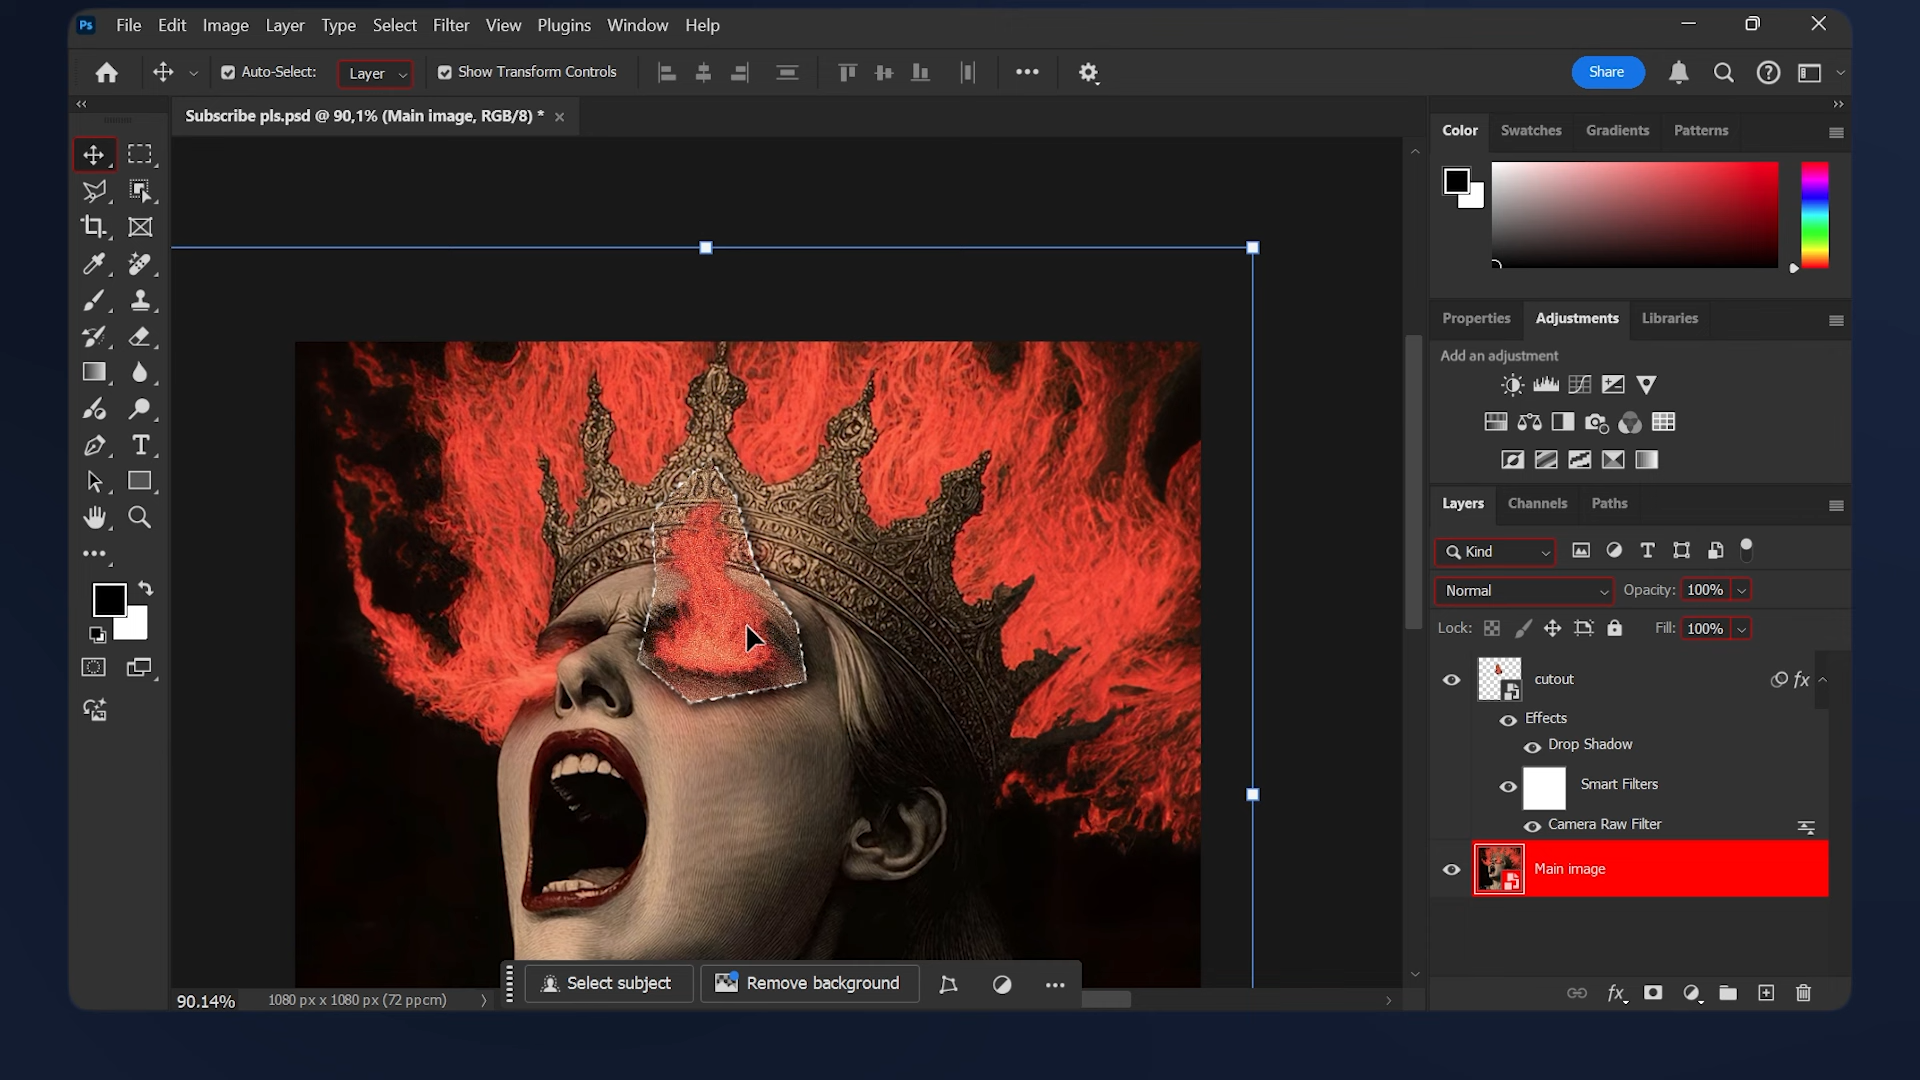 Ps File Edit Image Layer Type Select Filter View Plugins Window Help
Auto-Select: Layer Show Transform Controls Share
Subscribe pls.psd @ 90,1% (Main image, RGB/8) *
Color Swatches Gradients Patterns
Properties Adjustments Libraries
Add an adjustment
Layers Channels Paths
Kind
Normal Opacity: 100%
Lock: Fill: 100%
cutout fx
Effects
Drop Shadow
Smart Filters
Camera Raw Filter
Main image
Select subject Remove background
90.14% 1080 px x 1080 px (72 ppcm)
fx